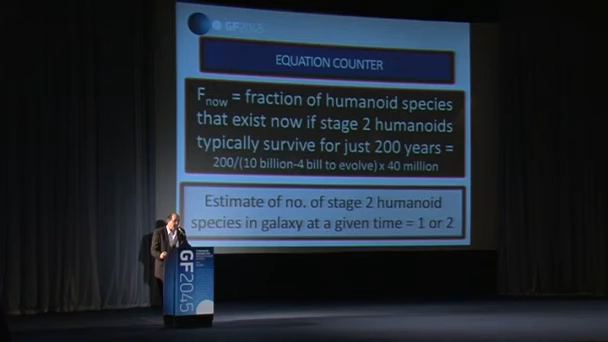 GF2045
EQUATION COUNTER
Fnow = fraction of humanoid species
that exist now if stage 2 humanoids
typically survive for just 200 years =
200/(10 billion-4 bill to evolve) x 40 million
Estimate of no. of stage 2 humanoid
species in galaxy at a given time = 1 or 2
GF2045